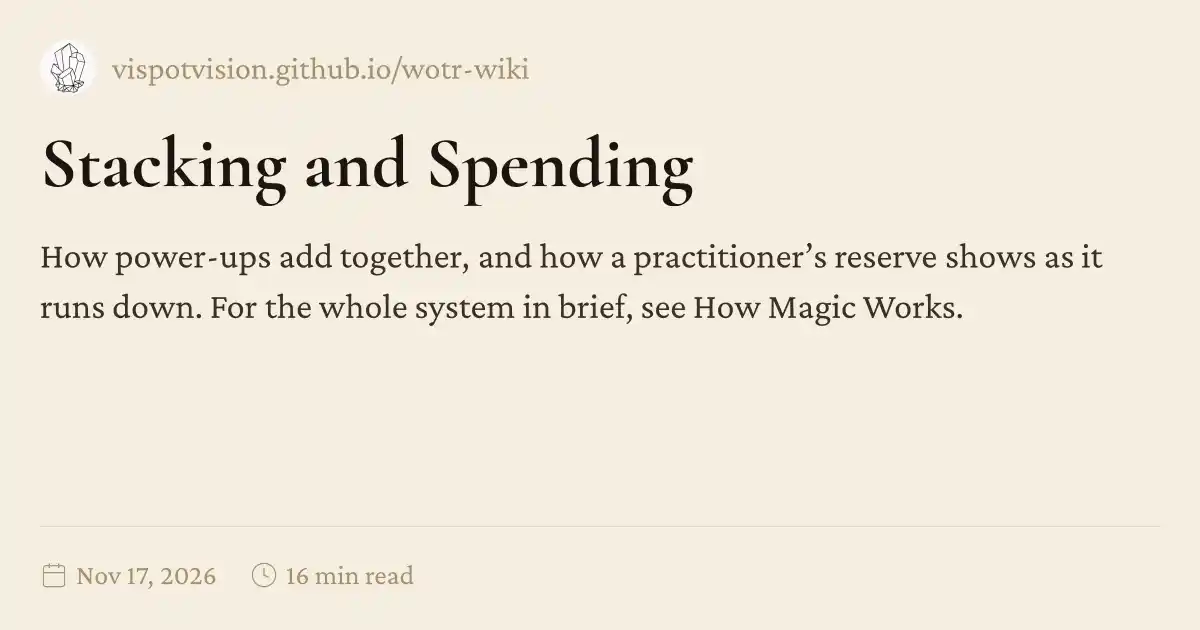 vispotvision.github.io/wotr-wiki
Stacking and Spending
How power-ups add together, and how a practitioner’s reserve shows as it
runs down. For the whole system in brief, see How Magic Works.
Nov 17, 2026
16 min read